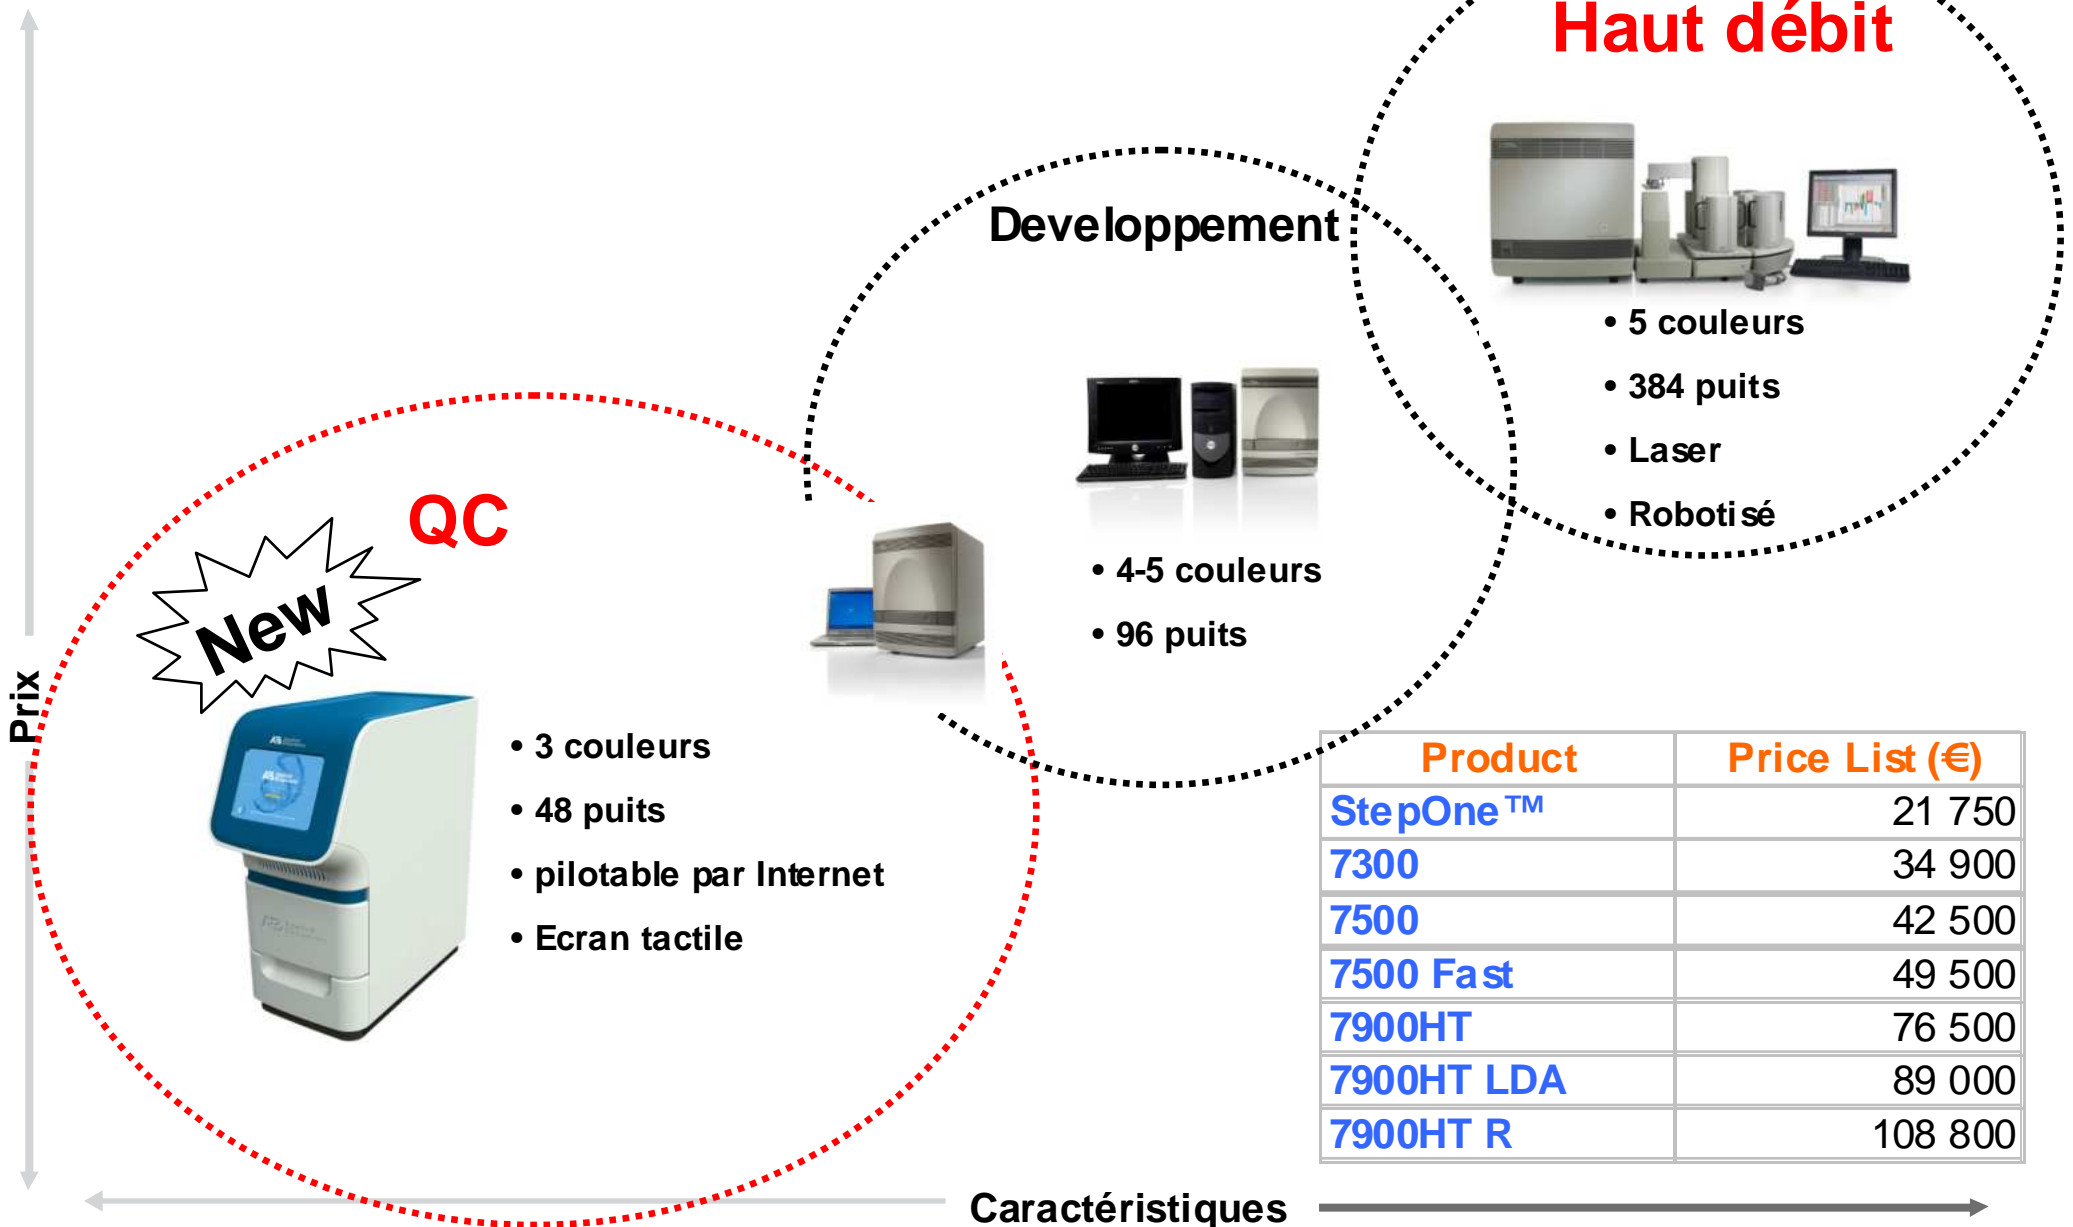 Haut débit
• 5 couleurs
• 384 puits
• Laser
• Robotisé
Developpement
• 4-5 couleurs
• 96 puits
QC
New
• 3 couleurs
• 48 puits
• pilotable par Internet
• Ecran tactile
Prix
Product Price List (€)
StepOne™ 21 750
7300 34 900
7500 42 500
7500 Fast 49 500
7900HT 76 500
7900HT LDA 89 000
7900HT R 108 800
Caractéristiques